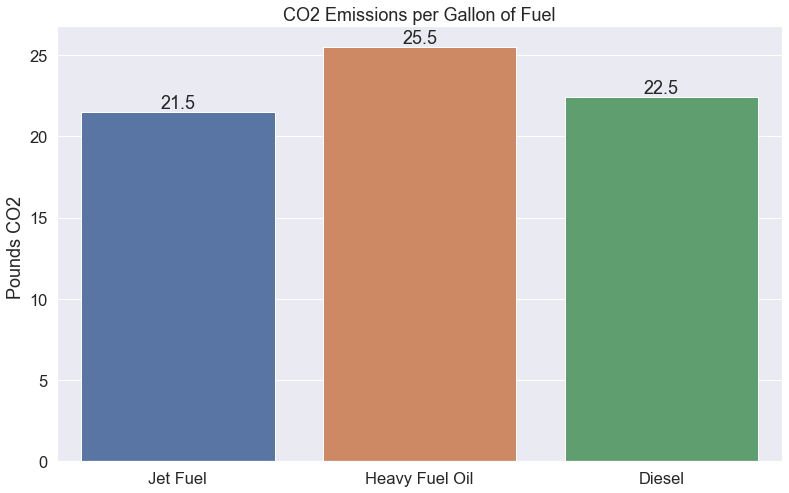 CO2 Emissions per Gallon of Fuel
25.5
22.5
21.5
25
20
15
10
5
0
Pounds CO2
Jet Fuel
Heavy Fuel Oil
Diesel